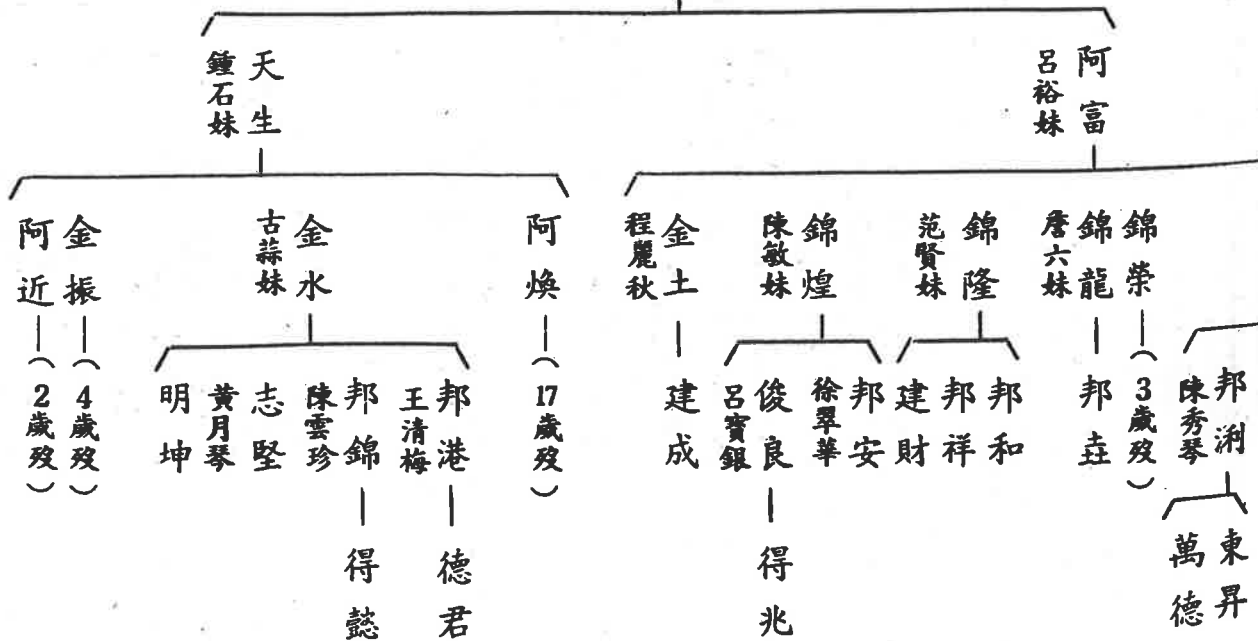 阿富
呂裕妹
天生
鍾石妹
錦榮
(3歲歿)
錦龍
詹六妹
錦隆
范賢妹
錦煌
陳敏妹
金土
程麗秋
阿煥
(17歲歿)
金水
古蒜妹
金振
(4歲歿)
阿近
(2歲歿)
邦浰
陳秀琴
邦垚
邦和
邦祥
建財
邦安
徐翠華
俊良
呂寶銀
建成
邦港
王清梅
邦錦
陳雲珍
志堅
黃月琴
明坤
東昇
萬德
得兆
德君
得懿